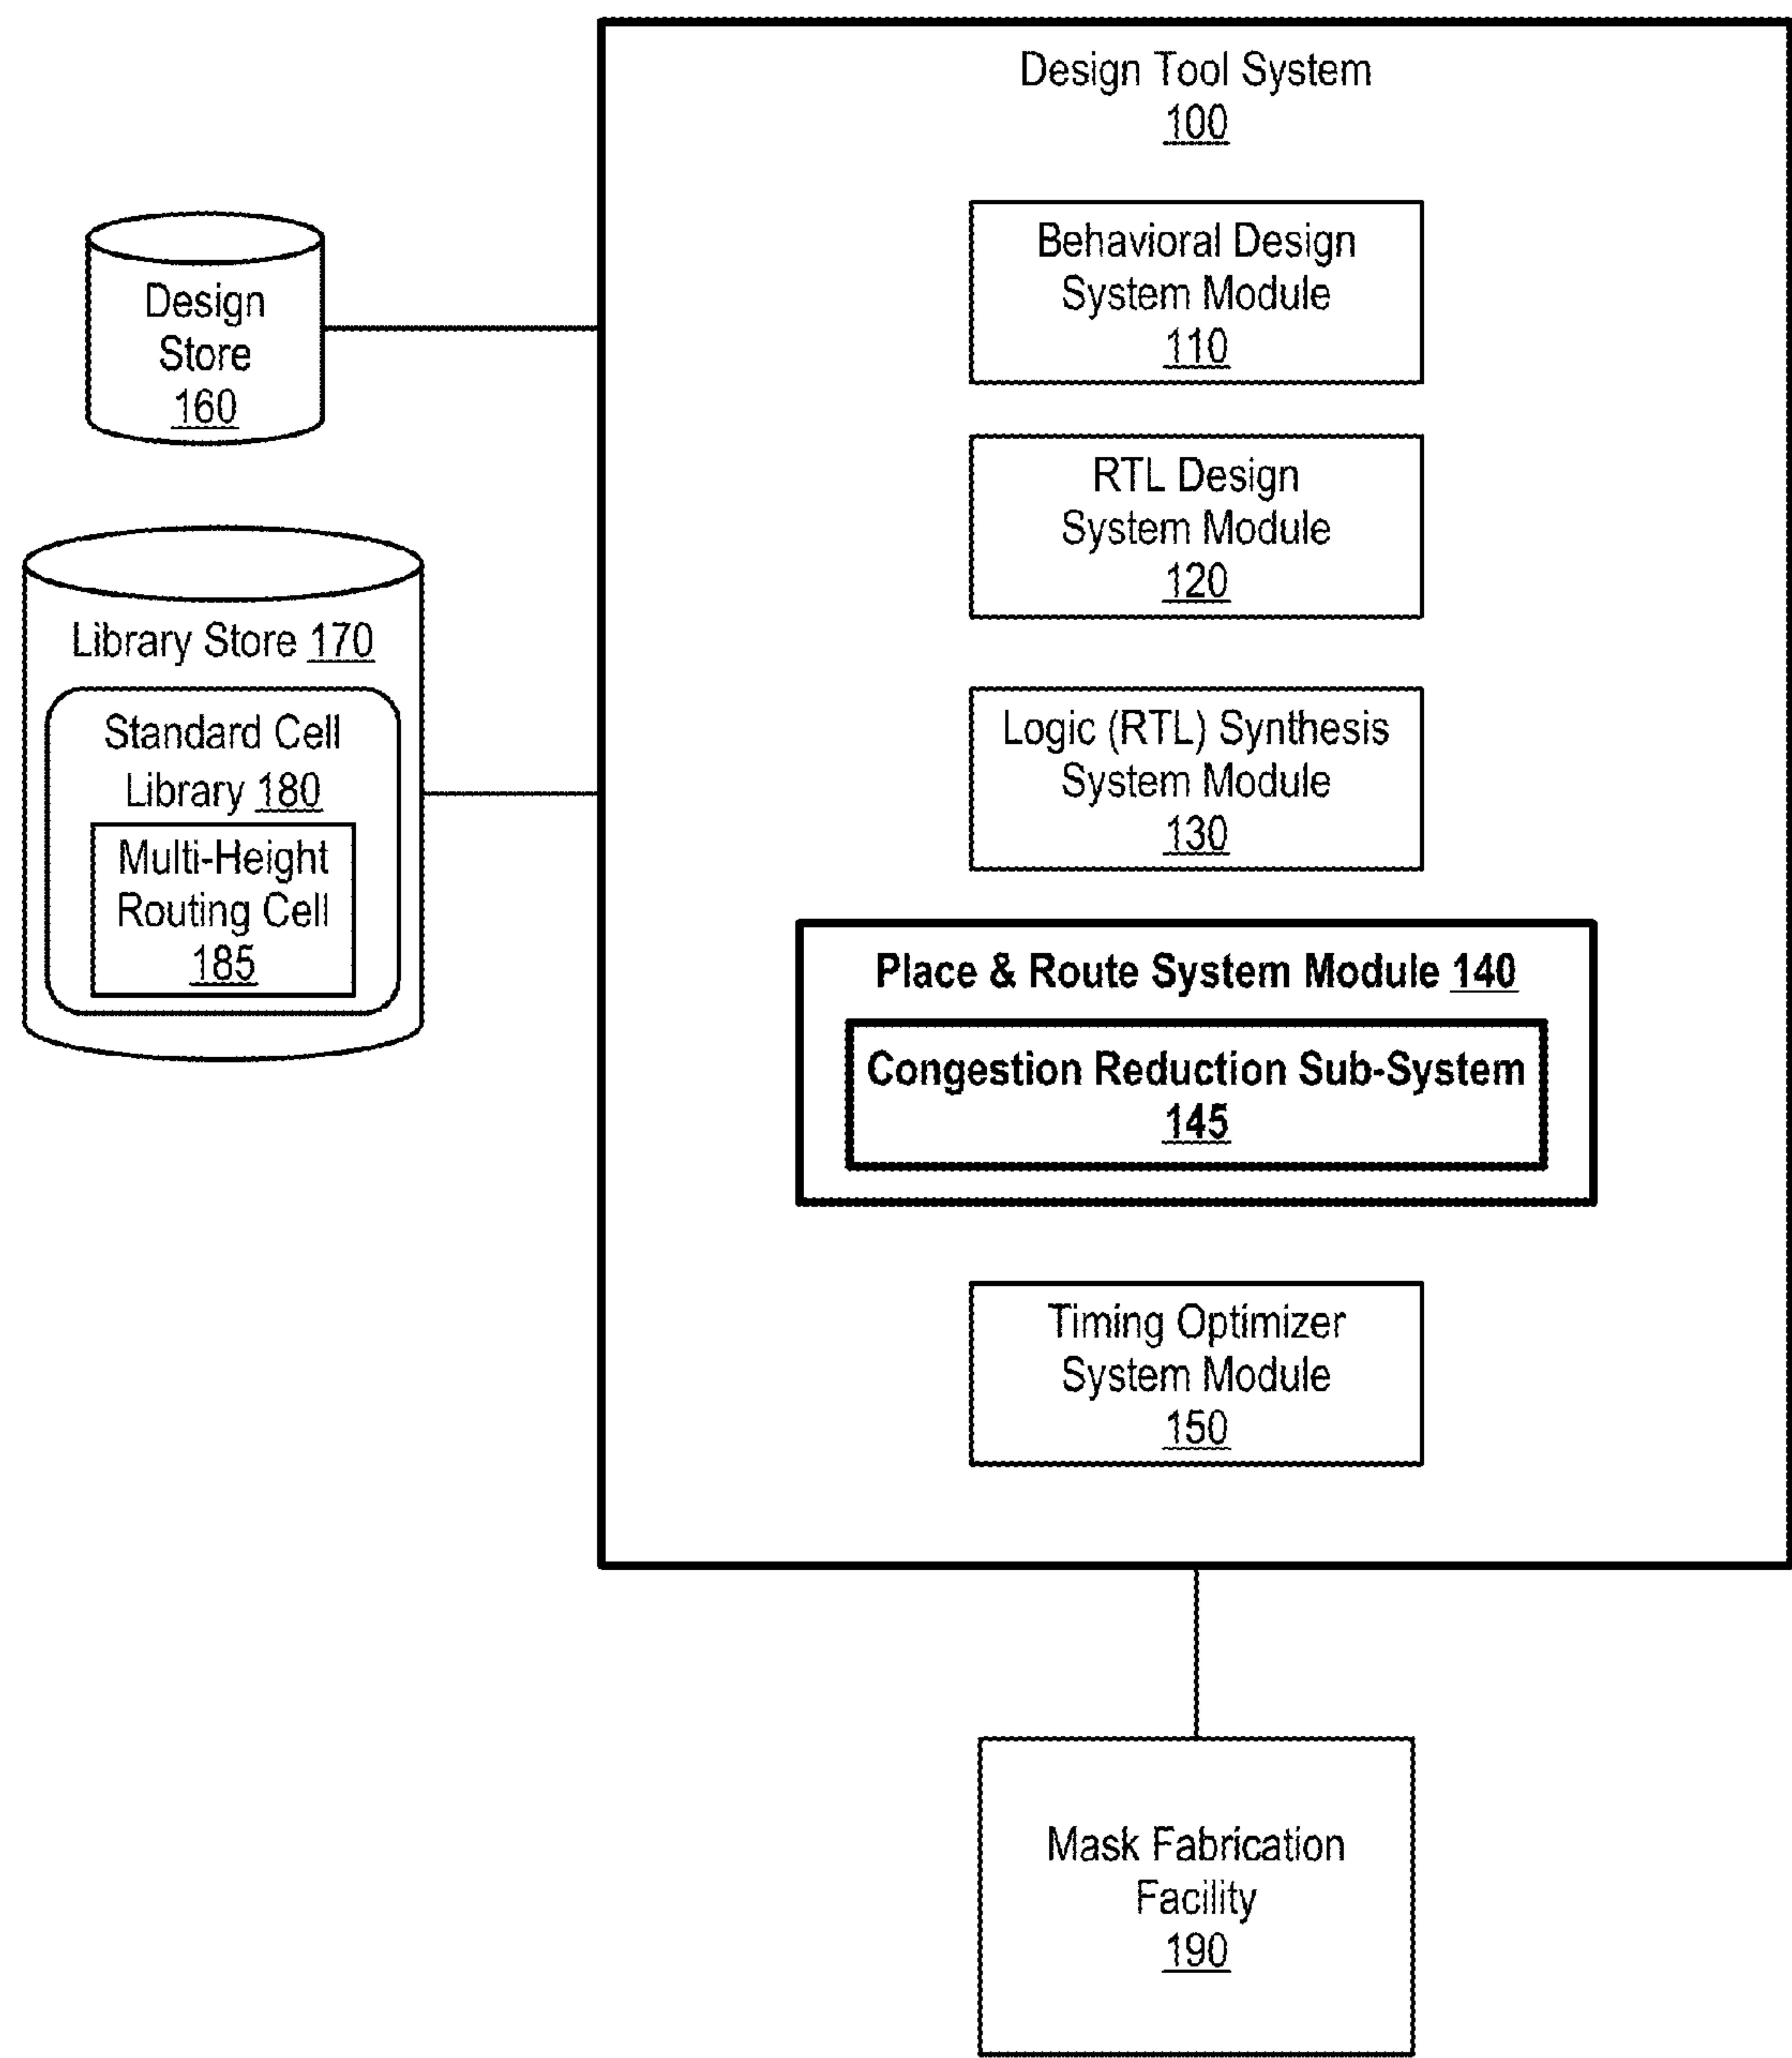 Design Tool System
100
Behavioral Design
System Module
110
RTL Design
System Module
120
Logic (RTL) Synthesis
System Module
130
Place & Route System Module 140
Congestion Reduction Sub-System
145
Timing Optimizer
System Module
150
Design
Store
160
Library Store 170
Standard Cell
Library 180
Multi-Height
Routing Cell
185
Mask Fabrication
Facility
190